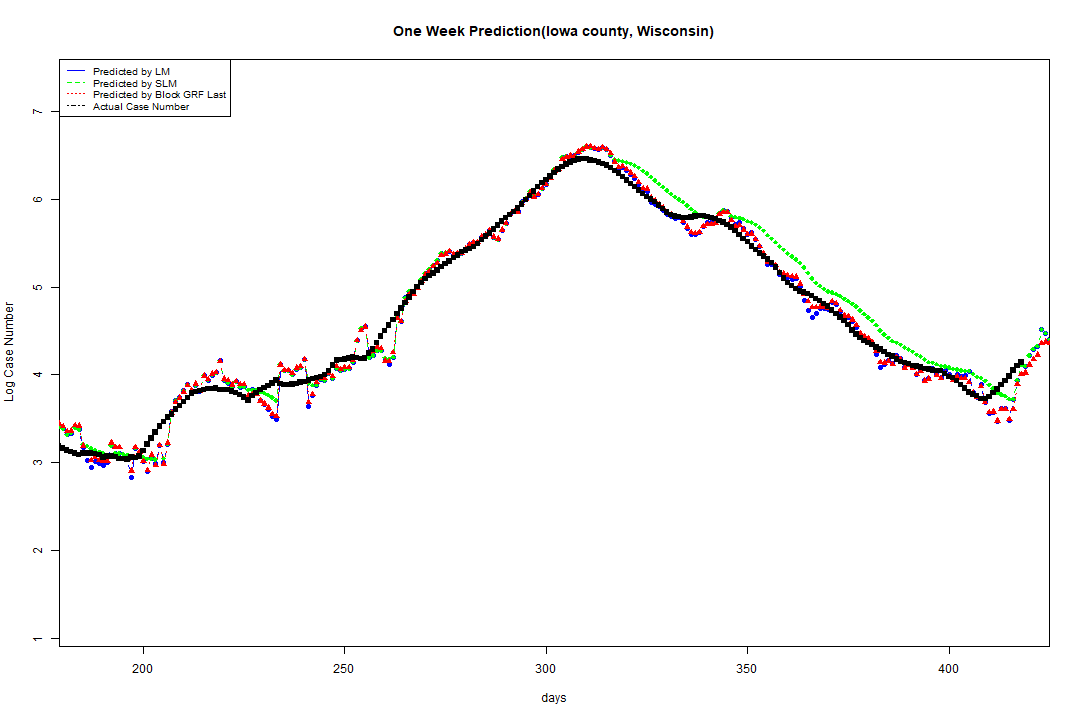 One Week Prediction(Iowa county, Wisconsin)
Predicted by LM
Predicted by SLM
Predicted by Block GRF Last
Actual Case Number
7
6
5
4
3
2
1
Log Case Number
200 250 300 350 400
days